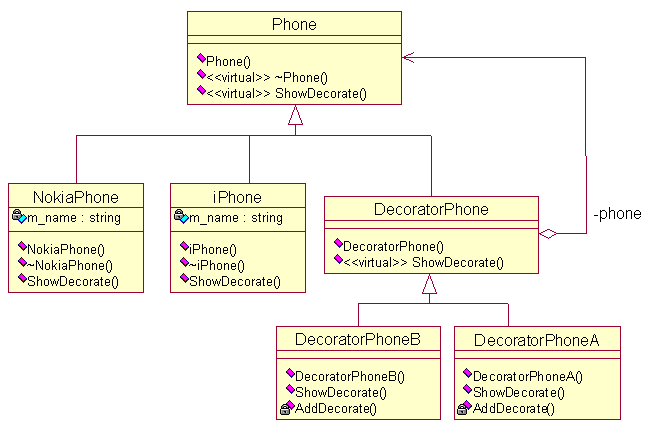 Phone
Phone()
<<virtual>> ~Phone()
<<virtual>> ShowDecorate()
NokiaPhone
m_name : string
NokiaPhone()
~NokiaPhone()
ShowDecorate()
iPhone
m_name : string
iPhone()
~iPhone()
ShowDecorate()
DecoratorPhone
DecoratorPhone()
<<virtual>> ShowDecorate()
-phone
DecoratorPhoneB
DecoratorPhoneB()
ShowDecorate()
AddDecorate()
DecoratorPhoneA
DecoratorPhoneA()
ShowDecorate()
AddDecorate()